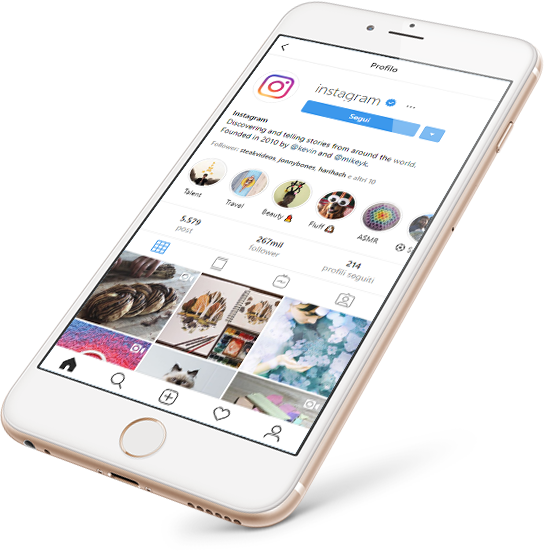 Profilo
instagram
Segui
Instagram
Discovering and telling stories from around the world.
Founded in 2010 by @kevin and @mikeyk.
Follower: steakvideos, jonnybones, harihach e altri 10
Talent
Travel
Beauty
Fluff
ASMR
5,579
post
267mil
follower
214
profili seguiti